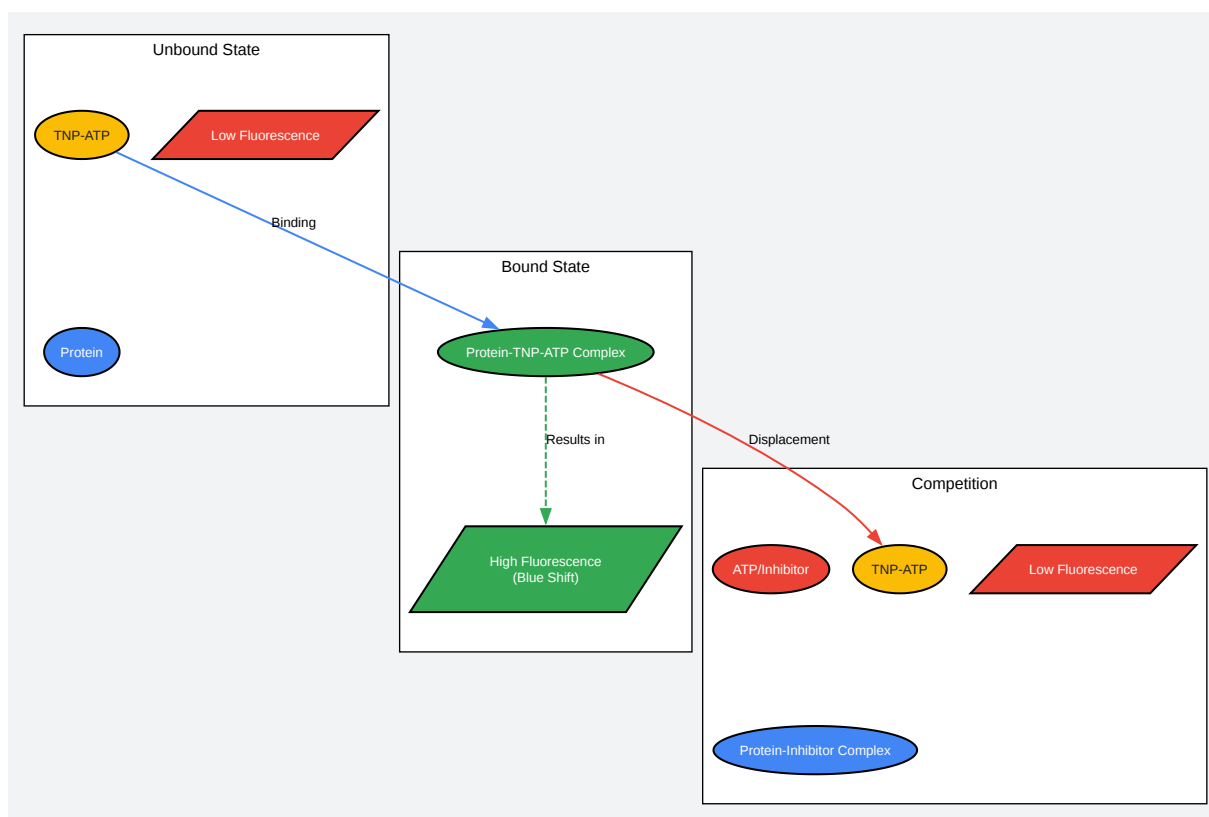 Unbound State
TNP-ATP
Low Fluorescence
Binding
Protein
Bound State
Protein-TNP-ATP Complex
Results in
High Fluorescence
(Blue Shift)
Displacement
Competition
ATP/Inhibitor
TNP-ATP
Low Fluorescence
Protein-Inhibitor Complex